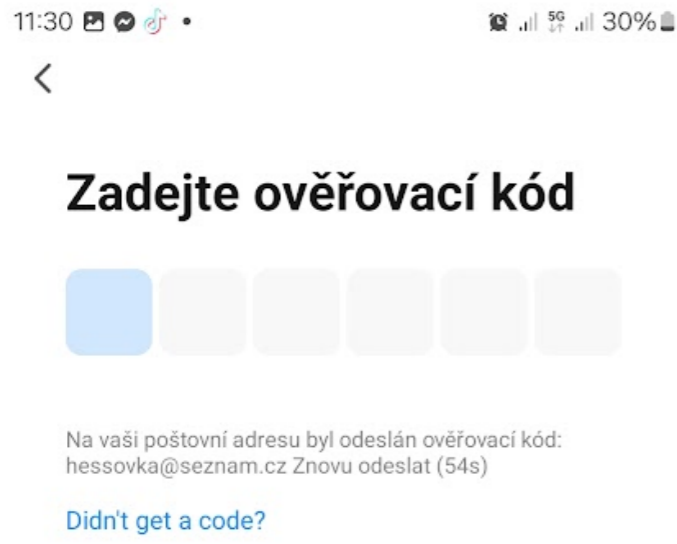 11:30
5G
30%
Zadejte ověřovací kód
Na vaši poštovní adresu byl odeslán ověřovací kód:
hessovka@seznam.cz Znovu odeslat (54s)
Didn't get a code?